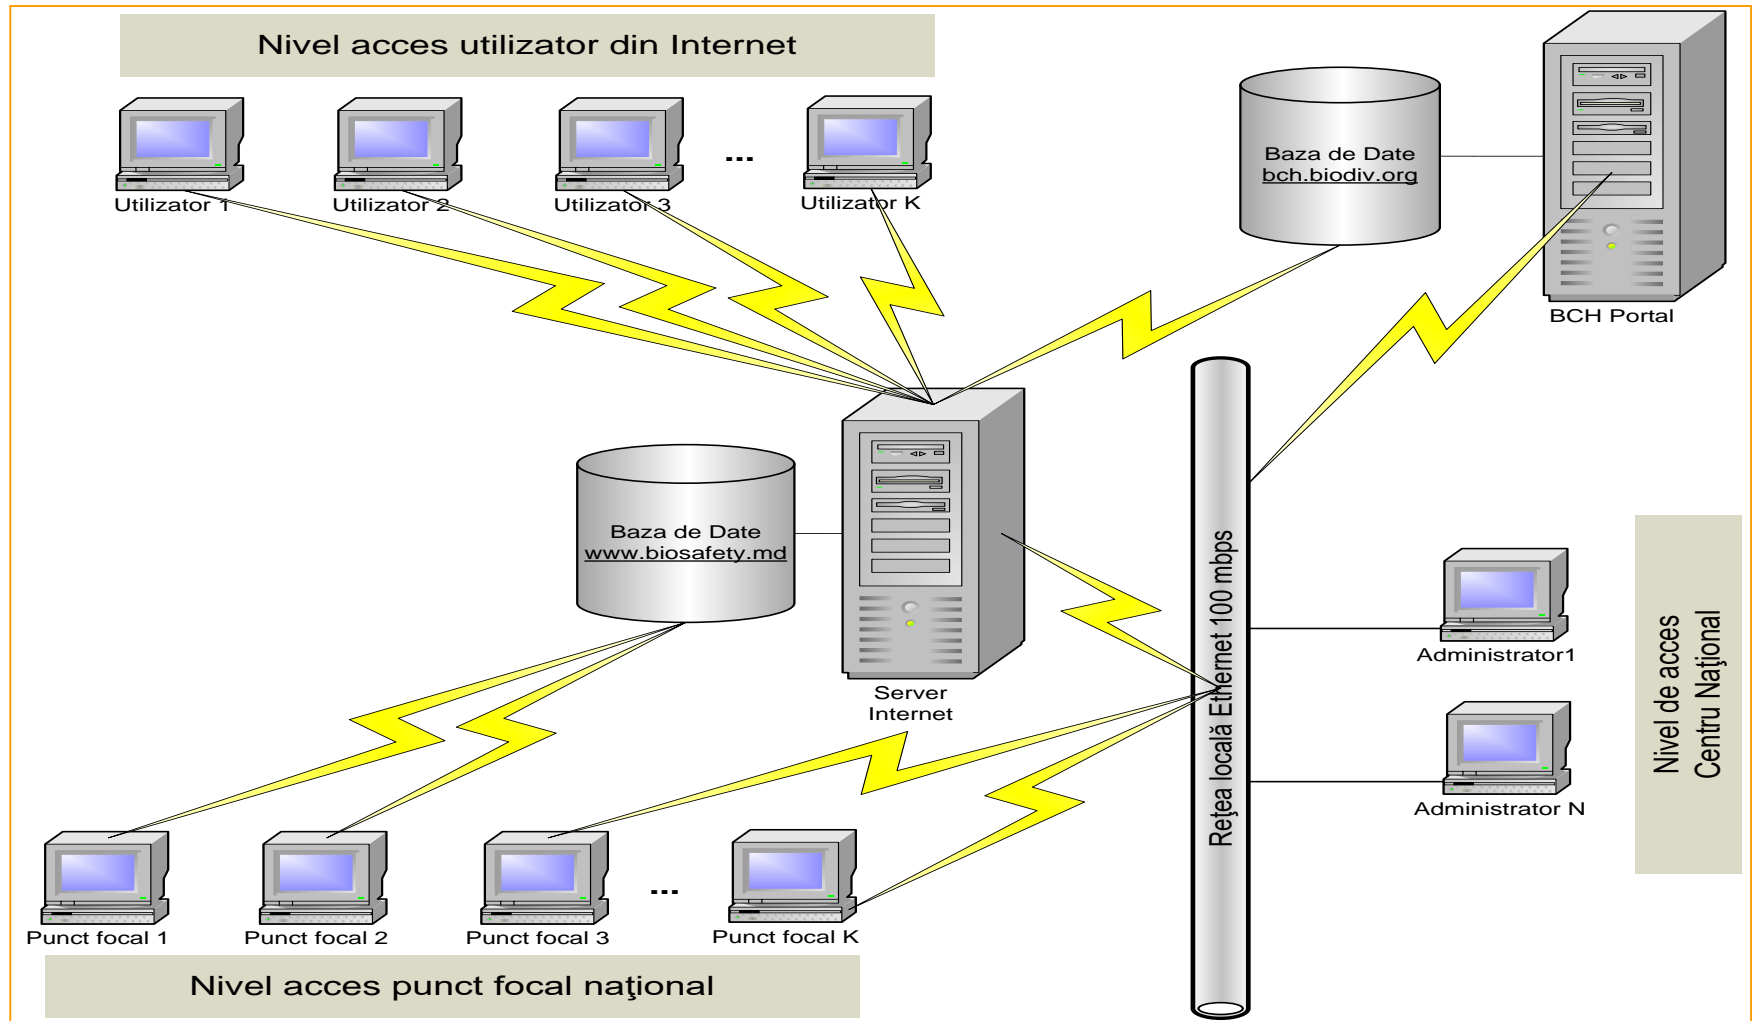 Nivel acces utilizator din Internet
Utilizator 1
Utilizator 2
Utilizator 3
...
Utilizator K
Baza de Date
bch.biodiv.org
BCH Portal
Baza de Date
www.biosafety.md
Server
Internet
Reţea locală Ethernet 100 mbps
Administrator1
Administrator N
Nivel de acces
Centru Naţional
Punct focal 1
Punct focal 2
Punct focal 3
...
Punct focal K
Nivel acces punct focal naţional